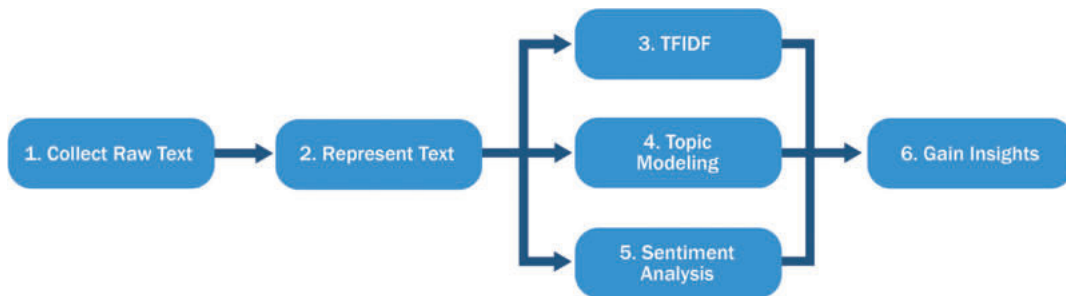 1. Collect Raw Text
2. Represent Text
3. TFIDF
4. Topic
Modeling
5. Sentiment
Analysis
6. Gain Insights